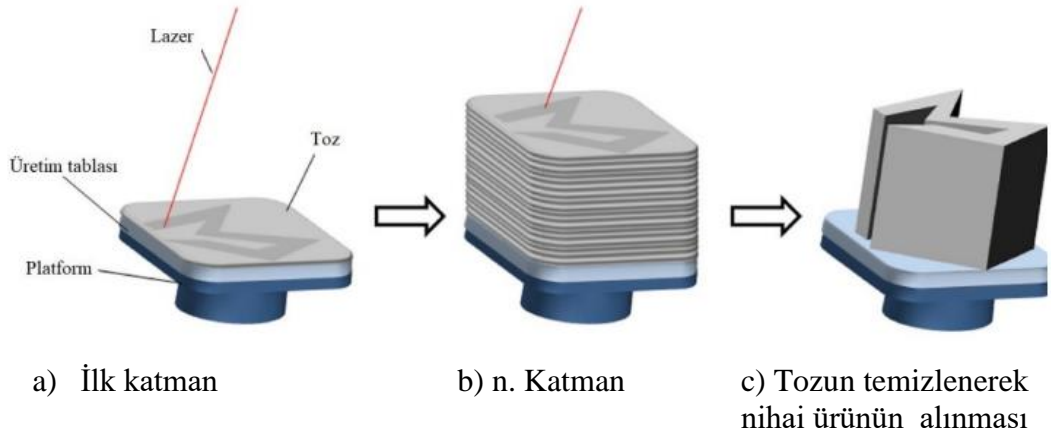 Lazer
Toz
Üretim tablası
Platform
a) İlk katman
b) n. Katman
c) Tozun temizlenerek
nihai ürünün alınması